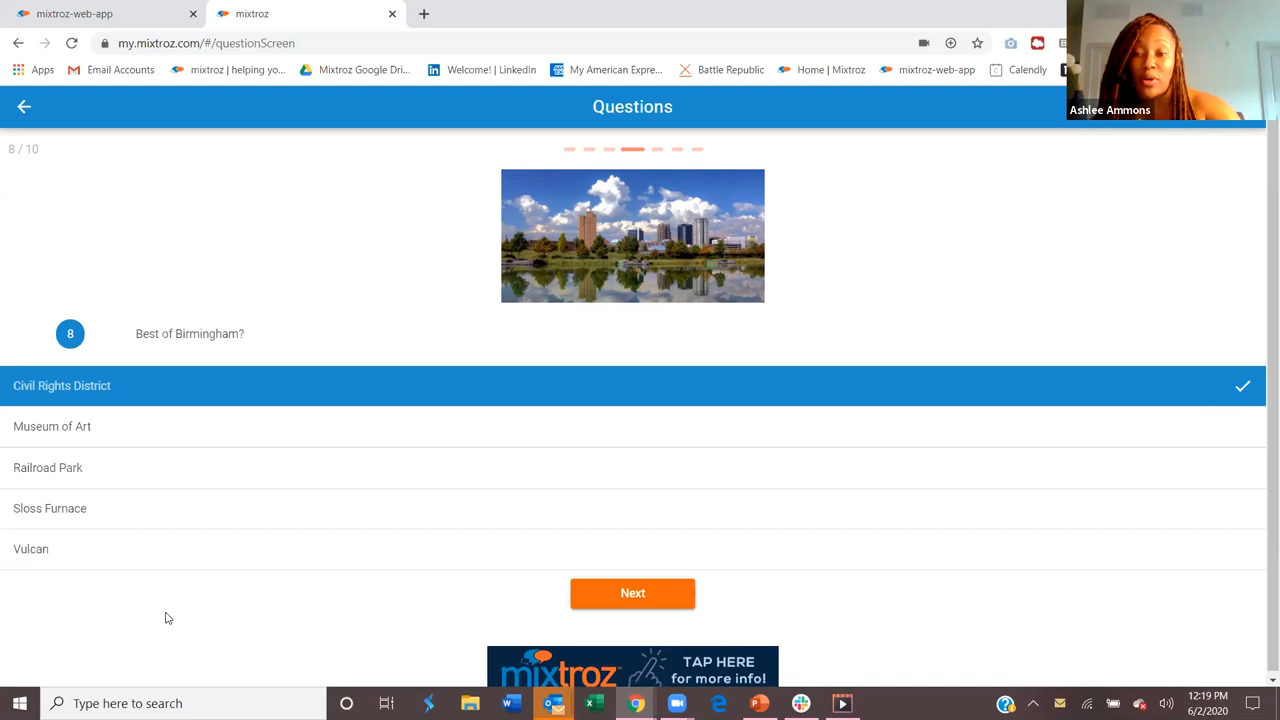 mixtroz-web-app
mixtroz
my.mixtroz.com/#/questionScreen
Apps
Email Accounts
mixtroz | helping yo...
Mixtroz Google Dri...
Welcome! | LinkedIn
My American Expre...
Battle Republic
Home | Mixtroz
mixtroz-web-app
Calendly
Ashlee Ammons
Questions
8 / 10
8
Best of Birmingham?
Civil Rights District
Museum of Art
Railroad Park
Sloss Furnace
Vulcan
Next
mixtroz
TAP HERE
for more info!
Type here to search
12:19 PM
6/2/2020